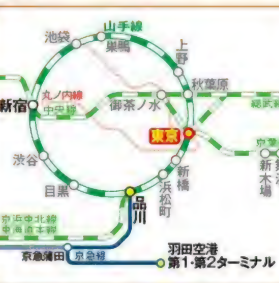 池袋
山手線
巣鴨
上野
丸ノ内線
秋葉原
新宿
中央線
御茶ノ水
総武
東京
京葉
渋谷
新橋
新木場
浜松町
目黒
品川
京浜東北線
東海道本線
京急蒲田
京急線
羽田空港
第1・第2ターミナル